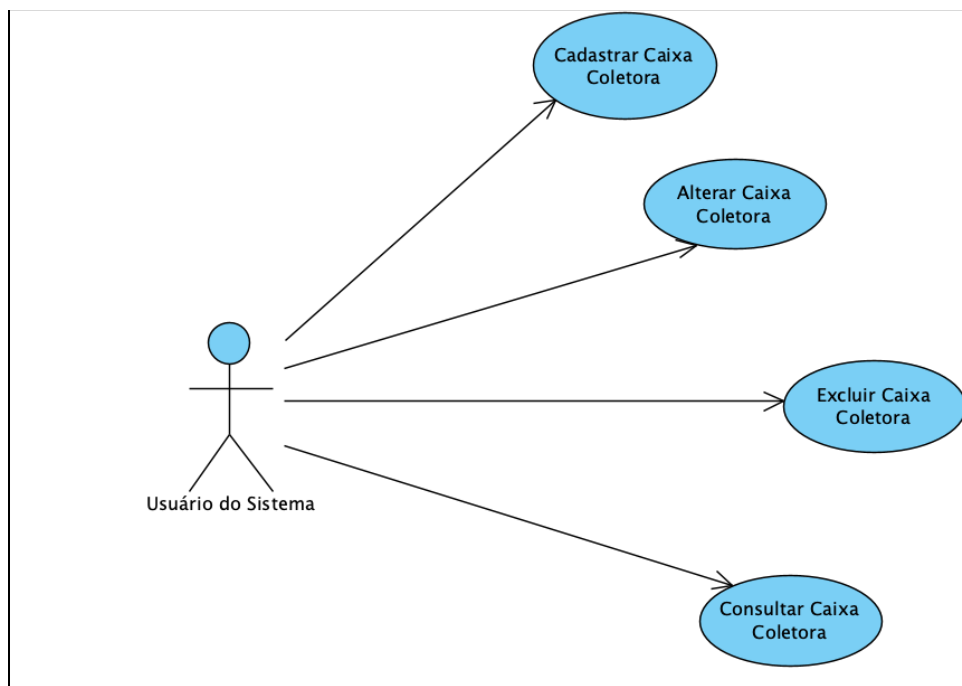 Cadastrar Caixa
Coletora
Alterar Caixa
Coletora
Excluir Caixa
Coletora
Usuário do Sistema
Consultar Caixa
Coletora